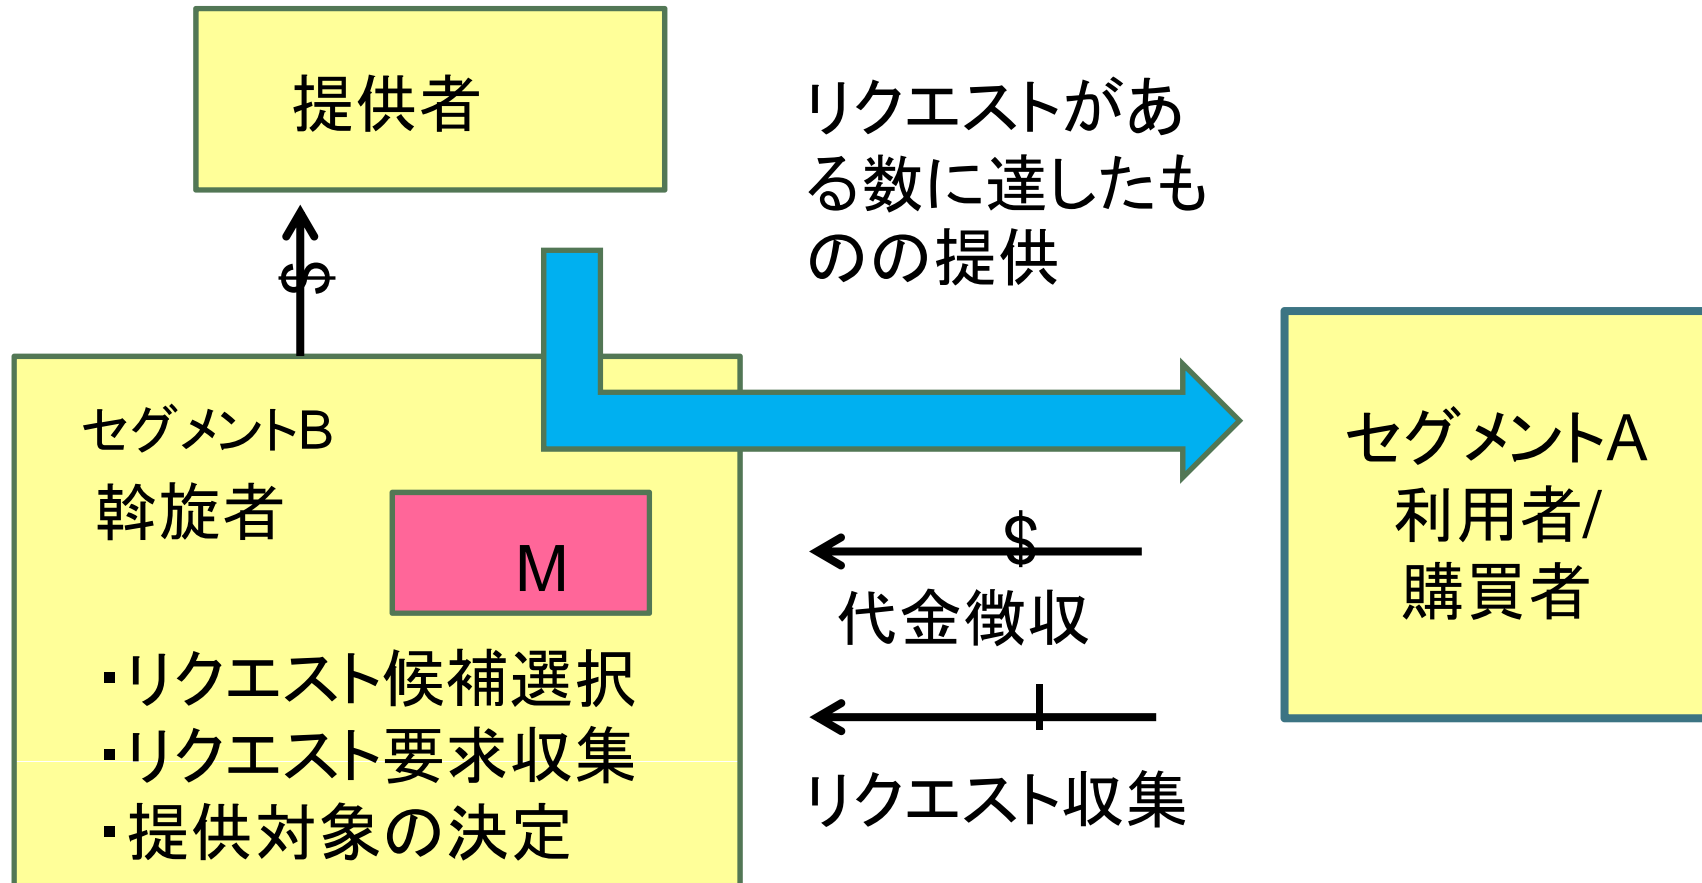 提供者
リクエストがあ
る数に達したも
のの提供
$
セグメントB
斡旋者
M
・リクエスト候補選択
・リクエスト要求収集
・提供対象の決定
$
代金徴収
I
リクエスト収集
セグメントA
利用者/
購買者